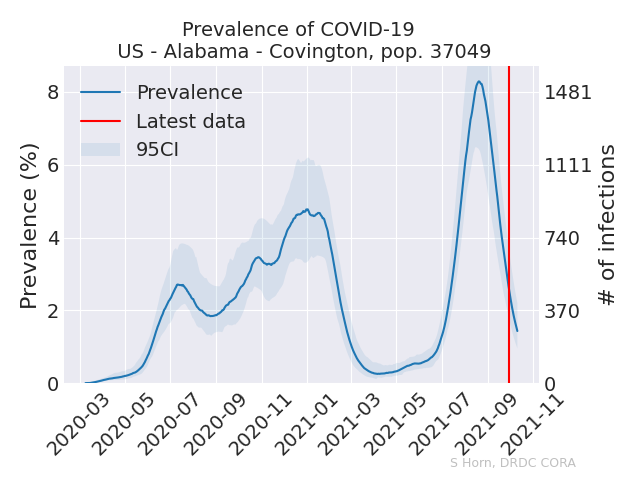 Prevalence of COVID-19
US - Alabama - Covington, pop. 37049
Prevalence
Latest data
95CI
Prevalence (%)
8
6
4
2
0
1481
1111
740
370
0
# of infections
2020-03
2020-05
2020-07
2020-09
2020-11
2021-01
2021-03
2021-05
2021-07
2021-09
2021-11
S Horn, DRDC CORA